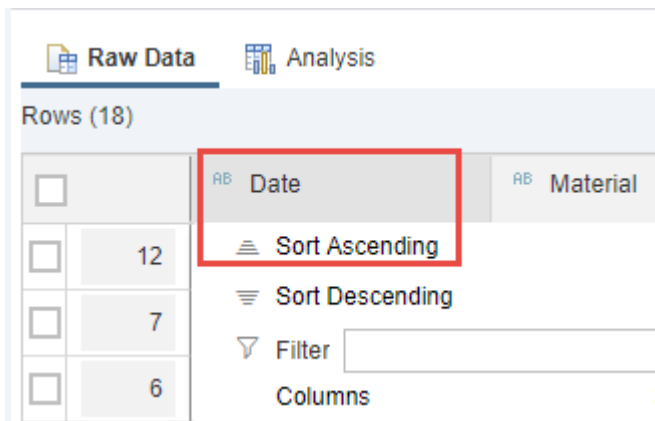 Raw Data Analysis
Rows (18)
AB Date AB Material
12 Sort Ascending
Sort Descending
7
Filter
6 Columns